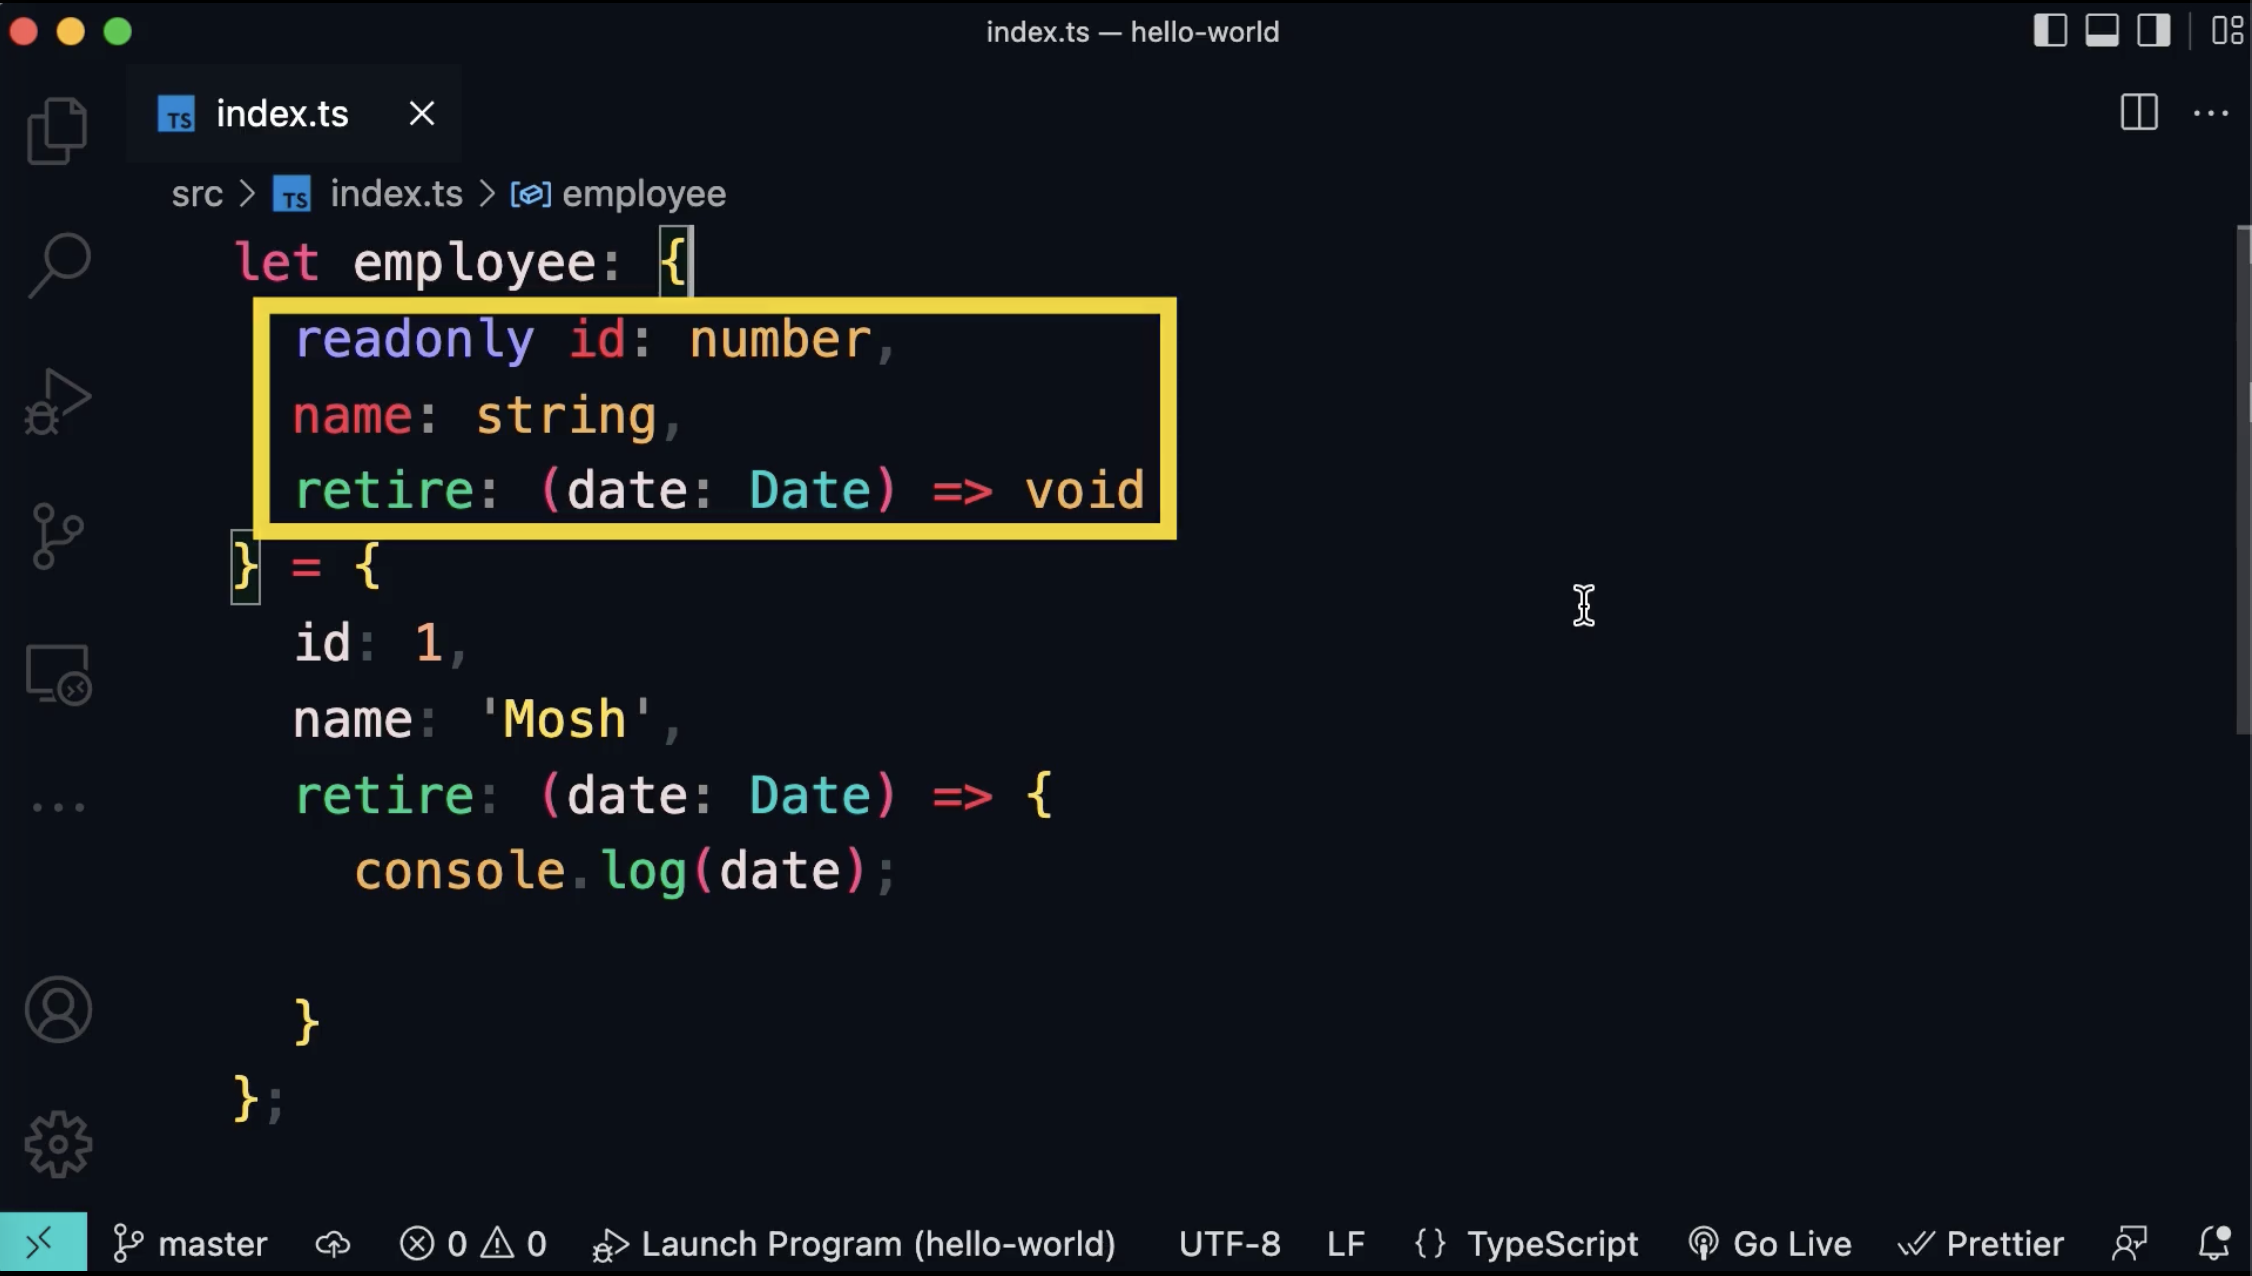 index.ts — hello-world
TS index.ts
src > TS index.ts > employee
let employee: {
readonly id: number,
name: string,
retire: (date: Date) => void
} = {
id: 1,
name: 'Mosh',
retire: (date: Date) => {
console.log(date);
}
};
master 0 0 Launch Program (hello-world) UTF-8 LF {} TypeScript Go Live Prettier